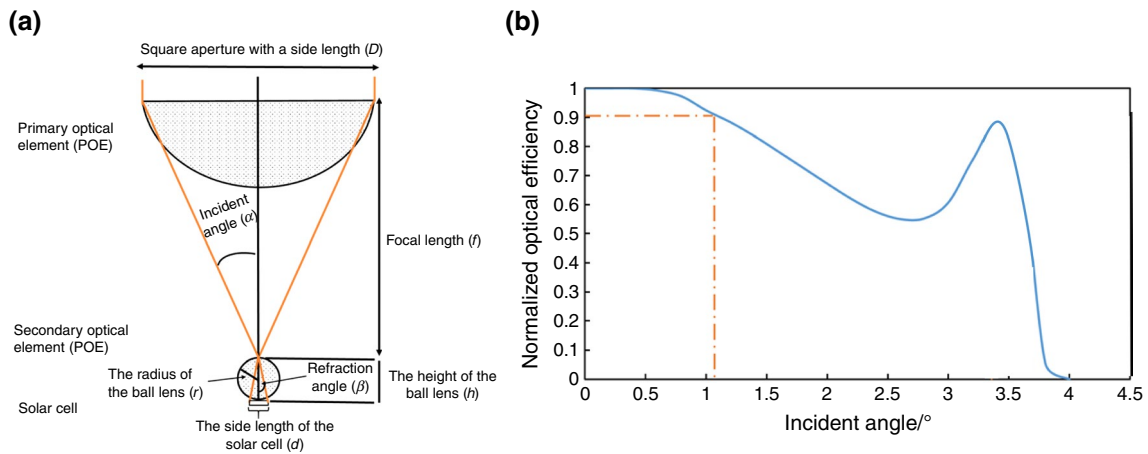 (a)
Square aperture with a side length (D)
Primary optical
element (POE)
Incident
angle (α)
Focal length (f)
Secondary optical
element (POE)
The radius of
the ball lens (r)
Refraction
angle (β)
The height of the
ball lens (h)
Solar cell
The side length of the
solar cell (d)
(b)
Normalized optical efficiency
1
0.9
0.8
0.7
0.6
0.5
0.4
0.3
0.2
0.1
0
0 0.5 1 1.5 2 2.5 3 3.5 4 4.5
Incident angle/°